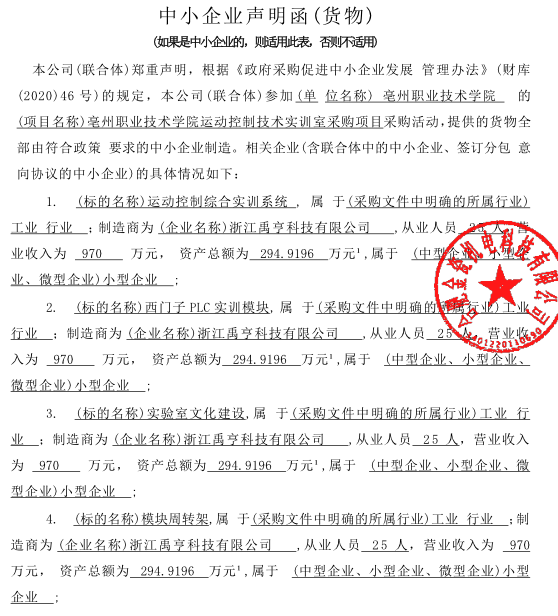 中小企业声明函(货物)
(如果是中小企业的，则适用此表，否则不适用)
本公司(联合体)郑重声明，根据《政府采购促进中小企业发展 管理办法》(财库
(2020)46 号)的规定，本公司(联合体)参加(单 位名称) 亳州职业技术学院 的
(项目名称)亳州职业技术学院运动控制技术实训室采购项目采购活动，提供的货物全
部由符合政策 要求的中小企业制造。相关企业(含联合体中的中小企业、签订分包 意
向协议的中小企业)的具体情况如下：
1. (标的名称)运动控制综合实训系统 ，属 于(采购文件中明确的所属行业)
工业 行业 ；制造商为(企业名称)浙江禹亨科技有限公司 ,从业人员 25 人，营
业收入为 970 万元， 资产总额为 294.9196 万元¹,属于 (中型企业、小型企
业、微型企业)小型企业 ;
2. (标的名称)西门子 PLC 实训模块,属 于(采购文件中明确的所属行业)工业
行业 ；制造商为(企业名称)浙江禹亨科技有限公司 ,从业人员 25 人，营业收
入为 970 万元， 资产总额为 294.9196 万元¹,属于 (中型企业、小型企业、
微型企业)小型企业 ;
3. (标的名称)实验室文化建设,属 于(采购文件中明确的所属行业)工业 行
业 ；制造商为(企业名称)浙江禹亨科技有限公司 ,从业人员 25 人，营业收入
为 970 万元， 资产总额为 294.9196 万元¹,属于 (中型企业、小型企业、微
型企业)小型企业 ;
4. (标的名称)模块周转架,属 于(采购文件中明确的所属行业)工业 行业 ；制
造商为(企业名称)浙江禹亨科技有限公司 ,从业人员 25 人，营业收入为 970
万元， 资产总额为 294.9196 万元¹,属于 (中型企业、小型企业、微型企业)小型
企业 ;
机电科技有限公司